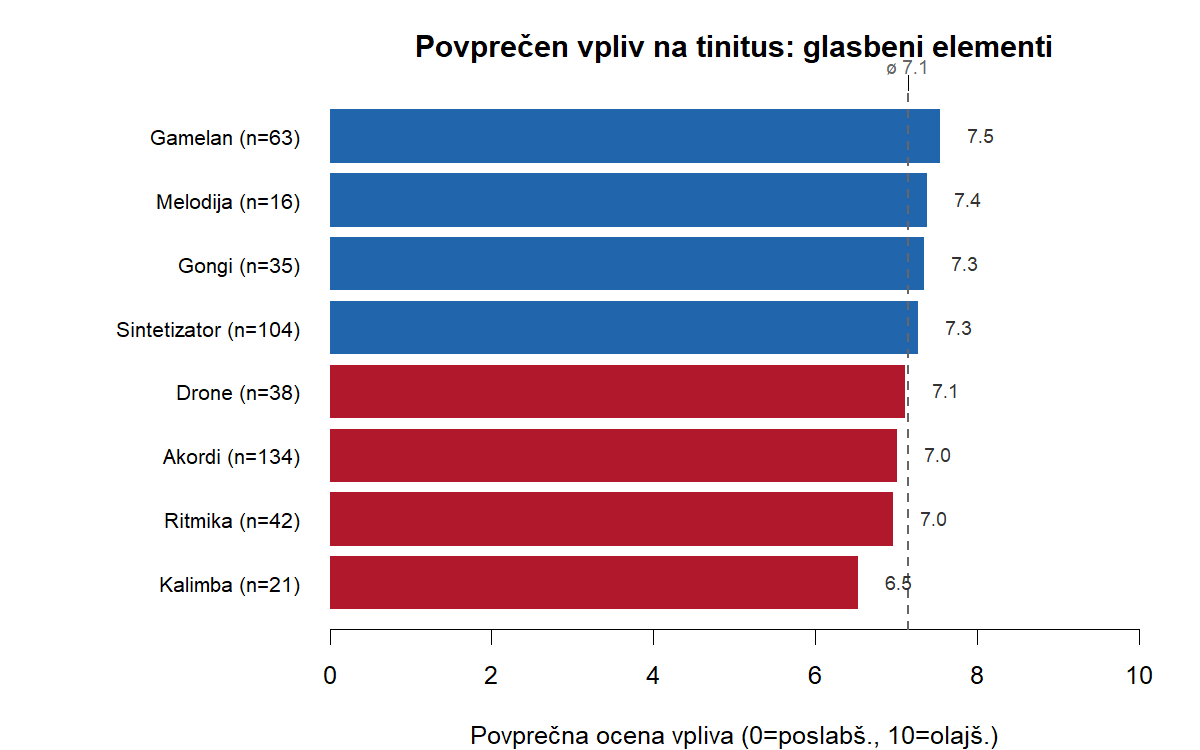 Povprečen vpliv na tinitus: glasbeni elementi
ø 7.1
Gamelan (n=63) 7.5
Melodija (n=16) 7.4
Gongi (n=35) 7.3
Sintetizator (n=104) 7.3
Drone (n=38) 7.1
Akordi (n=134) 7.0
Ritmika (n=42) 7.0
Kalimba (n=21) 6.5
0 2 4 6 8 10
Povprečna ocena vpliva (0=poslabš., 10=olajš.)